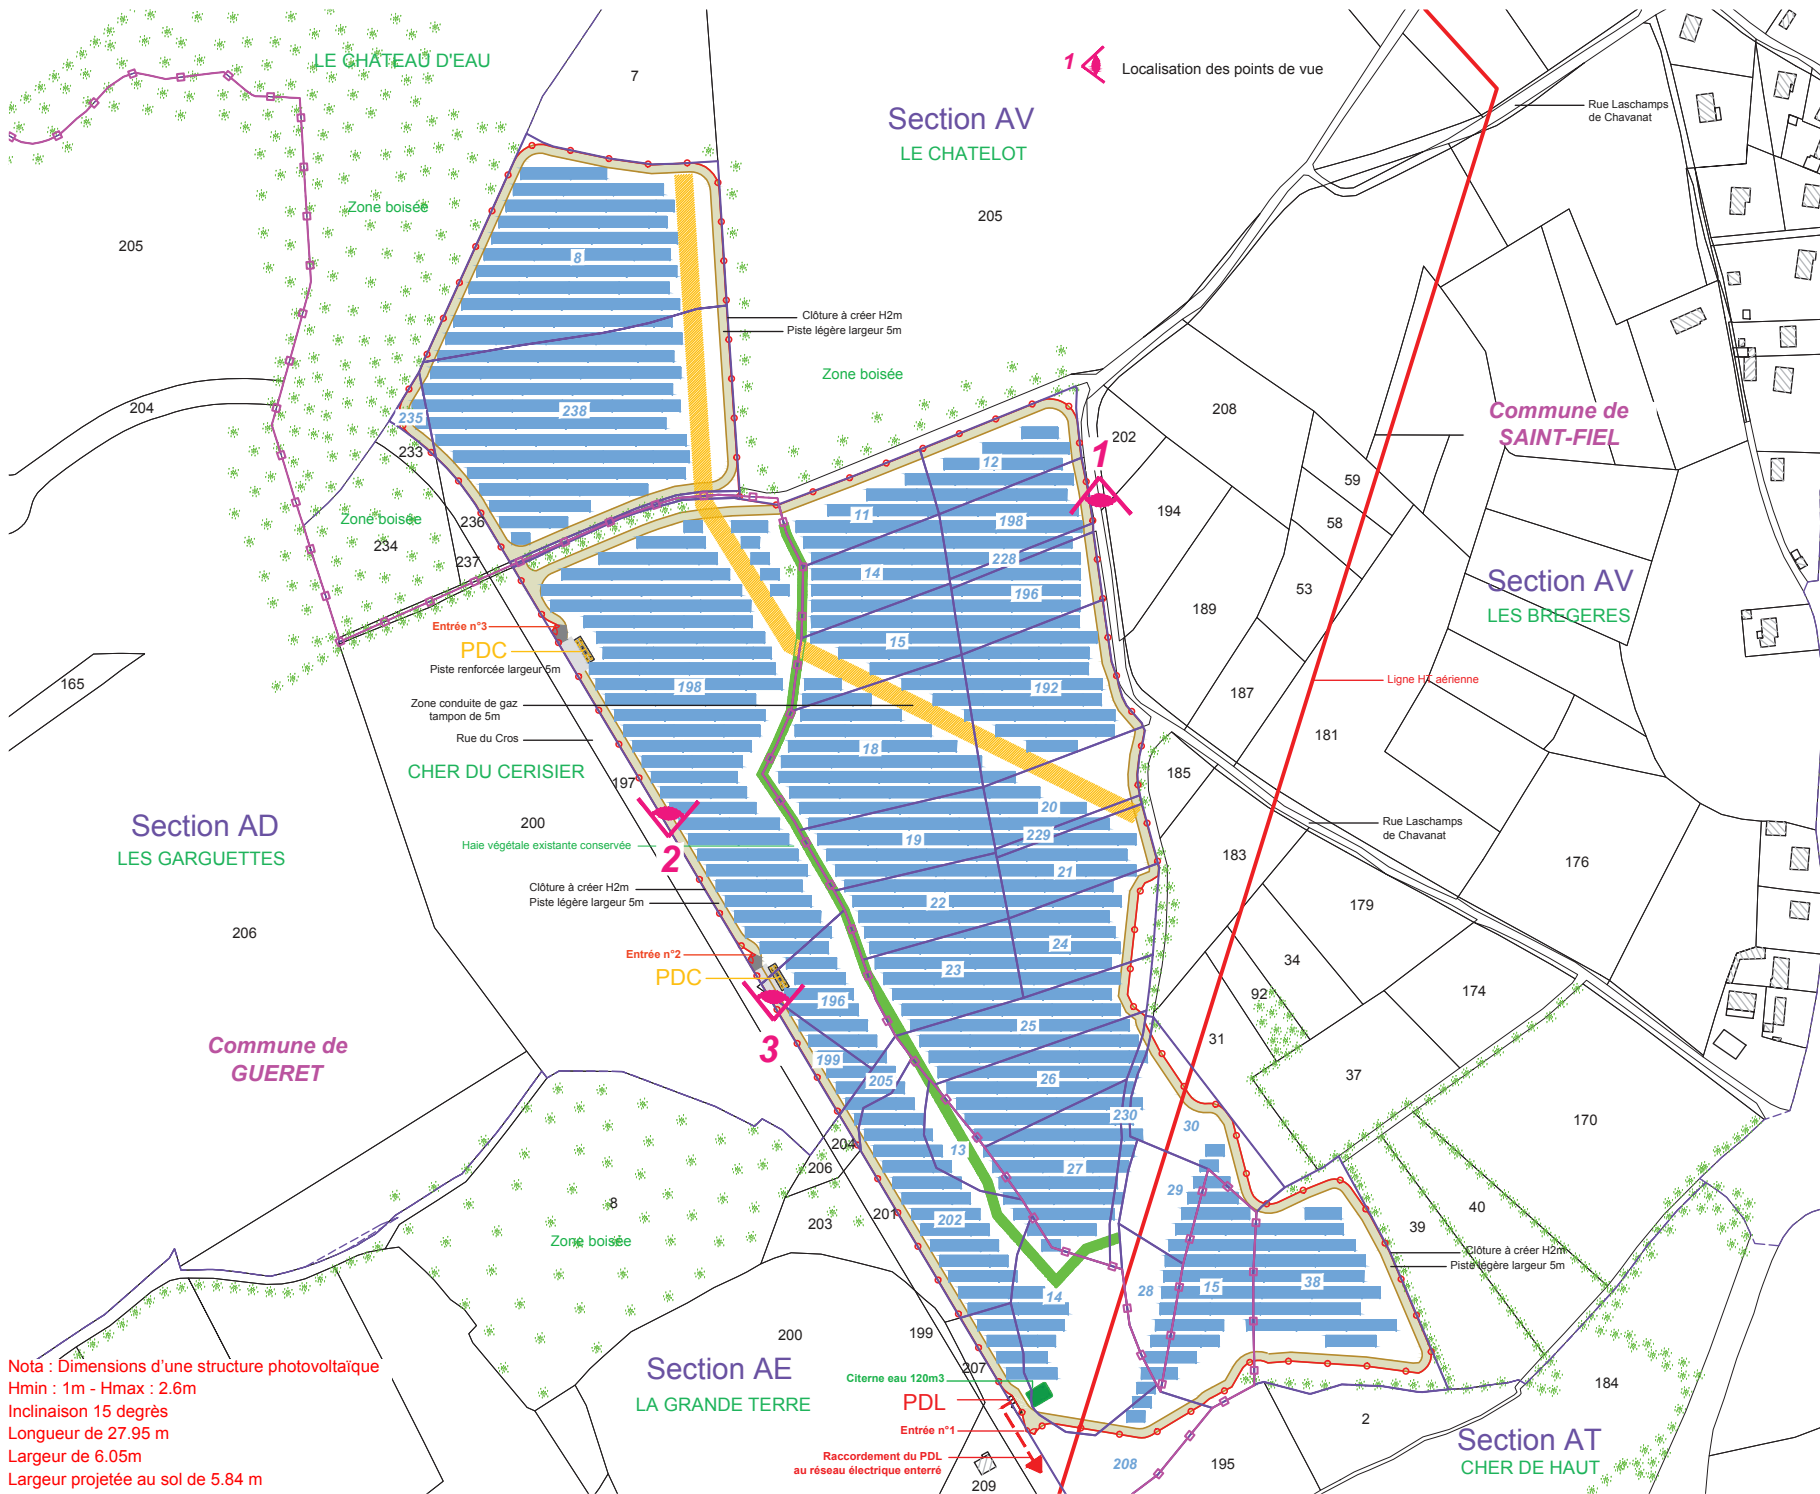 LE CHATEAU D'EAU
7
1
Localisation des points de vue
Section AV
LE CHATELOT
Rue Laschamps
de Chavanat
205
Zone boisée
205
8
Clôture à créer H2m
Piste légère largeur 5m
Zone boisée
204
235
238
233
208
202
Commune de
SAINT-FIEL
12
1
59
11
198
194
58
Zone boisée
234
236
237
228
14
196
53
189
Section AV
LES BREGERES
Entrée n°3
PDC
Piste renforcée largeur 5m
15
165
198
192
187
Ligne HT aérienne
Zone conduite de gaz
tampon de 5m
Rue du Cros
18
181
CHER DU CERISIER
197
185
20
Section AD
LES GARGUETTES
200
Haie végétale existante conservée
2
19
229
Rue Laschamps
de Chavanat
183
176
21
Clôture à créer H2m
Piste légère largeur 5m
22
179
206
24
Entrée n°2
PDC
23
34
92
174
196
25
31
Commune de
GUERET
3
199
205
26
37
230
30
170
204
13
206
27
29
8
201
202
203
39
40
Zone boisée
Clôture à créer H2m
Piste légère largeur 5m
28
15
38
14
200
199
207
Section AE
LA GRANDE TERRE
Citerne eau 120m3
PDL
Entrée n°1
184
2
Nota : Dimensions d'une structure photovoltaïque
Hmin : 1m - Hmax : 2.6m
Inclinaison 15 degrès
Longueur de 27.95 m
Largeur de 6.05m
Largeur projetée au sol de 5.84 m
Raccordement du PDL
au réseau électrique enterré
208
195
209
Section AT
CHER DE HAUT